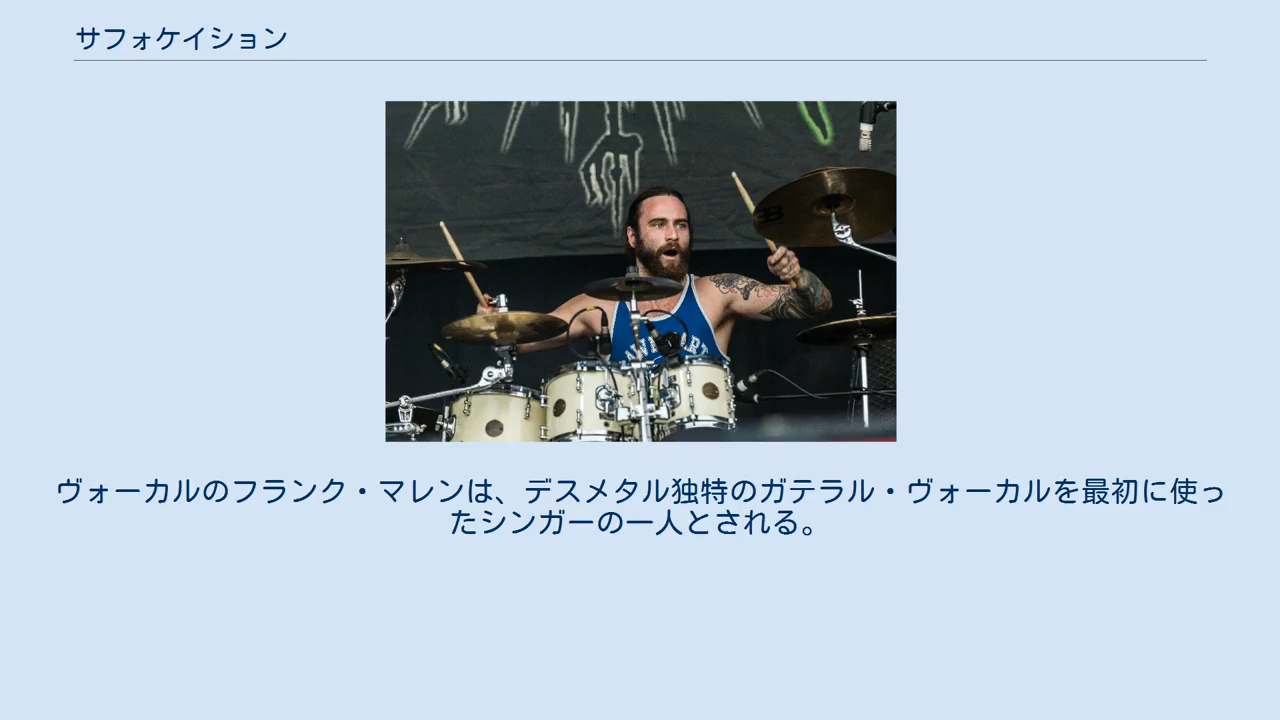 サフォケイション
ヴォーカルのフランク・マレンは、デスメタル独特のガテラル・ヴォーカルを最初に使っ
たシンガーの一人とされる。